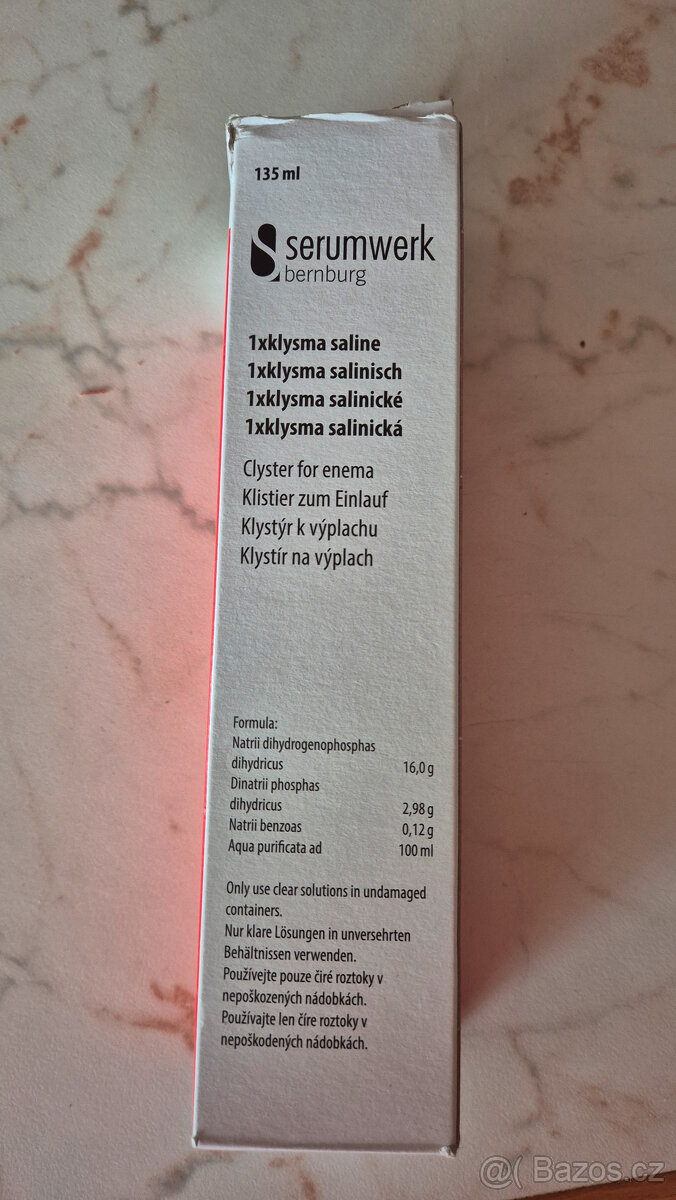 135 ml
serumwerk
bernburg
1xklysma saline
1xklysma salinisch
1xklysma salinické
1xklysma salinická
Clyster for enema
Klistier zum Einlauf
Klystýr k výplachu
Klystír na výplach
Formula:
Natrii dihydrogenophosphas
dihydricus 16,0 g
Dinatrii phosphas
dihydricus 2,98 g
Natrii benzoas 0,12 g
Aqua purificata ad 100 ml
Only use clear solutions in undamaged
containers.
Nur klare Lösungen in unversehrten
Behältnissen verwenden.
Používejte pouze čiré roztoky v
nepoškozených nádobkách.
Používajte len číre roztoky v
nepoškodených nádobkách.
@( Bazos.cz